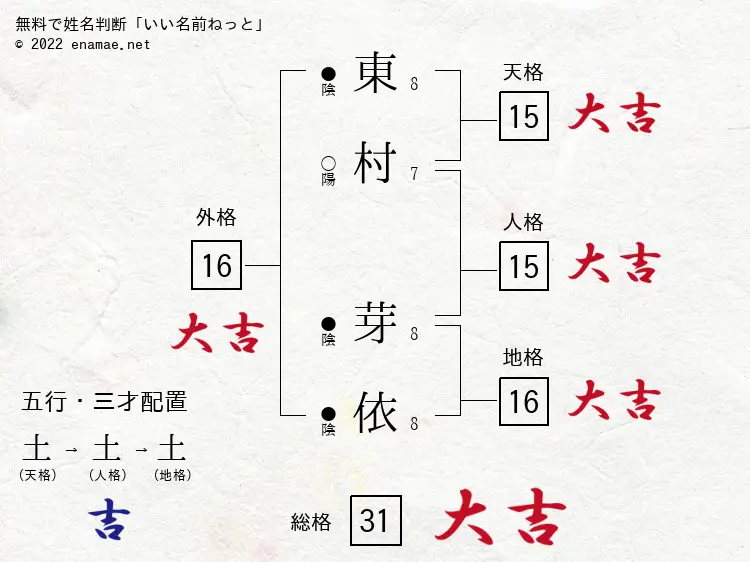 無料で姓名判断「いい名前ねっと」
© 2022 enamae.net
東 8
●
陰
村 7
○
陽
芽 8
●
陰
依 8
●
陰
天格
15 大吉
人格
15 大吉
地格
16 大吉
外格
16
大吉
五行・三才配置
土 → 土 → 土
(天格) (人格) (地格)
吉
総格 31 大吉